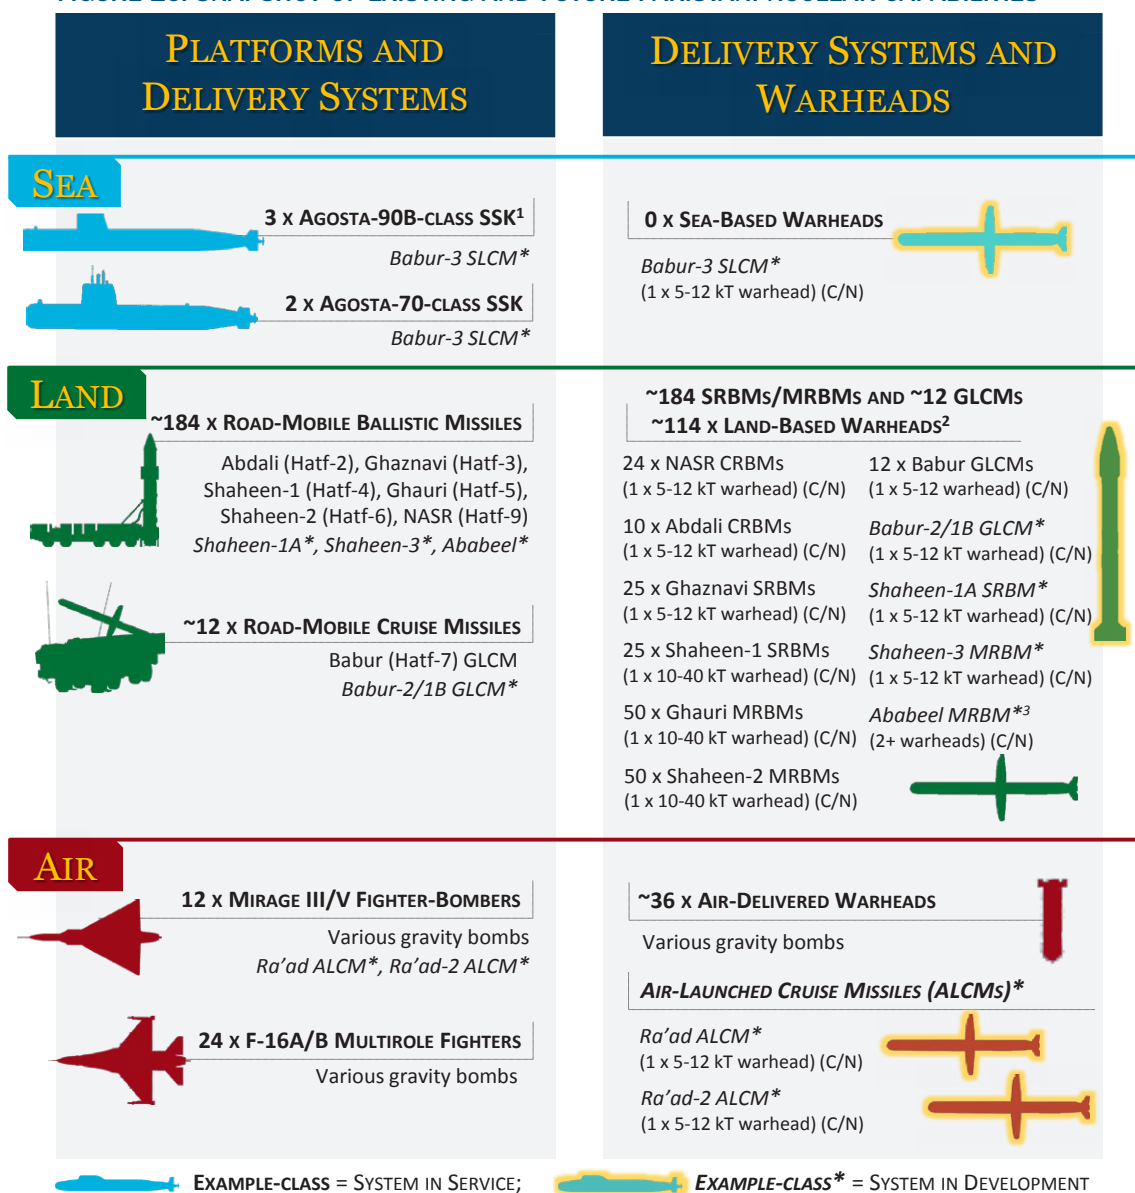 PLATFORMS AND
DELIVERY SYSTEMS
DELIVERY SYSTEMS AND
WARHEADS
SEA
3 X AGOSTA-90B-CLASS SSK¹
Babur-3 SLCM*
2 X AGOSTA-70-CLASS SSK
Babur-3 SLCM*
0 X SEA-BASED WARHEADS
Babur-3 SLCM*
(1 x 5-12 kT warhead) (C/N)
LAND
~184 X ROAD-MOBILE BALLISTIC MISSILES
Abdali (Hatf-2), Ghaznavi (Hatf-3),
Shaheen-1 (Hatf-4), Ghauri (Hatf-5),
Shaheen-2 (Hatf-6), NASR (Hatf-9)
Shaheen-1A*, Shaheen-3*, Ababeel*
~12 X ROAD-MOBILE CRUISE MISSILES
Babur (Hatf-7) GLCM
Babur-2/1B GLCM*
~184 SRBMS/MRBMS AND ~12 GLCMS
~114 X LAND-BASED WARHEADS²
24 x NASR CRBMs
(1 x 5-12 kT warhead) (C/N)
10 x Abdali CRBMs
(1 x 5-12 kT warhead) (C/N)
25 x Ghaznavi SRBMs
(1 x 5-12 kT warhead) (C/N)
25 x Shaheen-1 SRBMs
(1 x 10-40 kT warhead) (C/N)
50 x Ghauri MRBMs
(1 x 10-40 kT warhead) (C/N)
50 x Shaheen-2 MRBMs
(1 x 10-40 kT warhead) (C/N)
12 x Babur GLCMs
(1 x 5-12 warhead) (C/N)
Babur-2/1B GLCM*
(1 x 5-12 kT warhead) (C/N)
Shaheen-1A SRBM*
(1 x 5-12 kT warhead) (C/N)
Shaheen-3 MRBM*
(1 x 5-12 kT warhead) (C/N)
Ababeel MRBM*³
(2+ warheads) (C/N)
AIR
12 X MIRAGE III/V FIGHTER-BOMBERS
Various gravity bombs
Ra'ad ALCM*, Ra'ad-2 ALCM*
24 X F-16A/B MULTIROLE FIGHTERS
Various gravity bombs
~36 X AIR-DELIVERED WARHEADS
Various gravity bombs
AIR-LAUNCHED CRUISE MISSILES (ALCMS)*
Ra'ad ALCM*
(1 x 5-12 kT warhead) (C/N)
Ra'ad-2 ALCM*
(1 x 5-12 kT warhead) (C/N)
EXAMPLE-CLASS = SYSTEM IN SERVICE; EXAMPLE-CLASS* = SYSTEM IN DEVELOPMENT